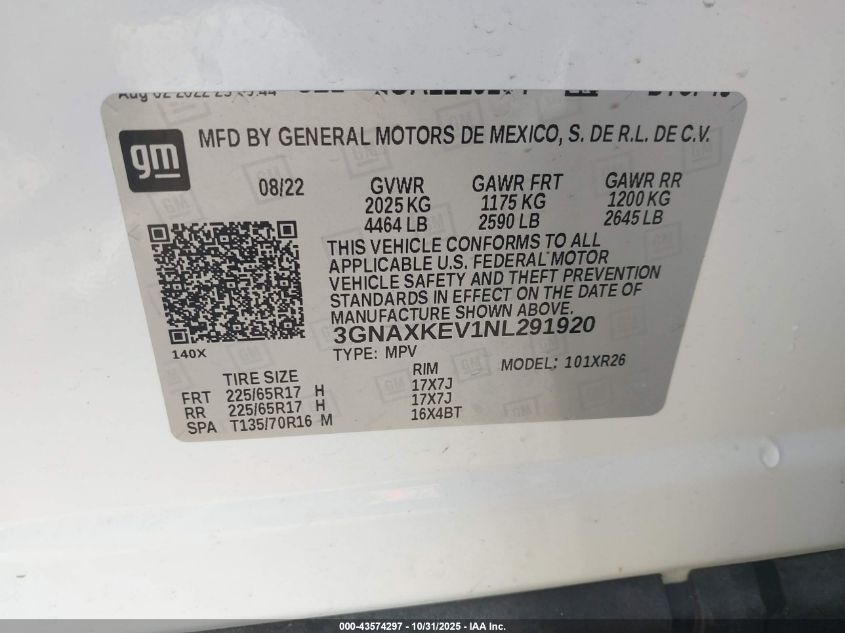 Aug 02 2022
gm
MFD BY GENERAL MOTORS DE MEXICO, S. DE R.L. DE C.V.
08/22 GVWR GAWR FRT GAWR RR
2025 KG 1175 KG 1200 KG
4464 LB 2590 LB 2645 LB
THIS VEHICLE CONFORMS TO ALL
APPLICABLE U.S. FEDERAL MOTOR
VEHICLE SAFETY AND THEFT PREVENTION
STANDARDS IN EFFECT ON THE DATE OF
MANUFACTURE SHOWN ABOVE.
3GNAXKEV1NL291920
140X TYPE: MPV MODEL: 101XR26
TIRE SIZE RIM
FRT 225/65R17 H 17X7J
RR 225/65R17 H 17X7J
SPA T135/70R16 M 16X4BT
000-43574297 - 10/31/2025 - IAA Inc.